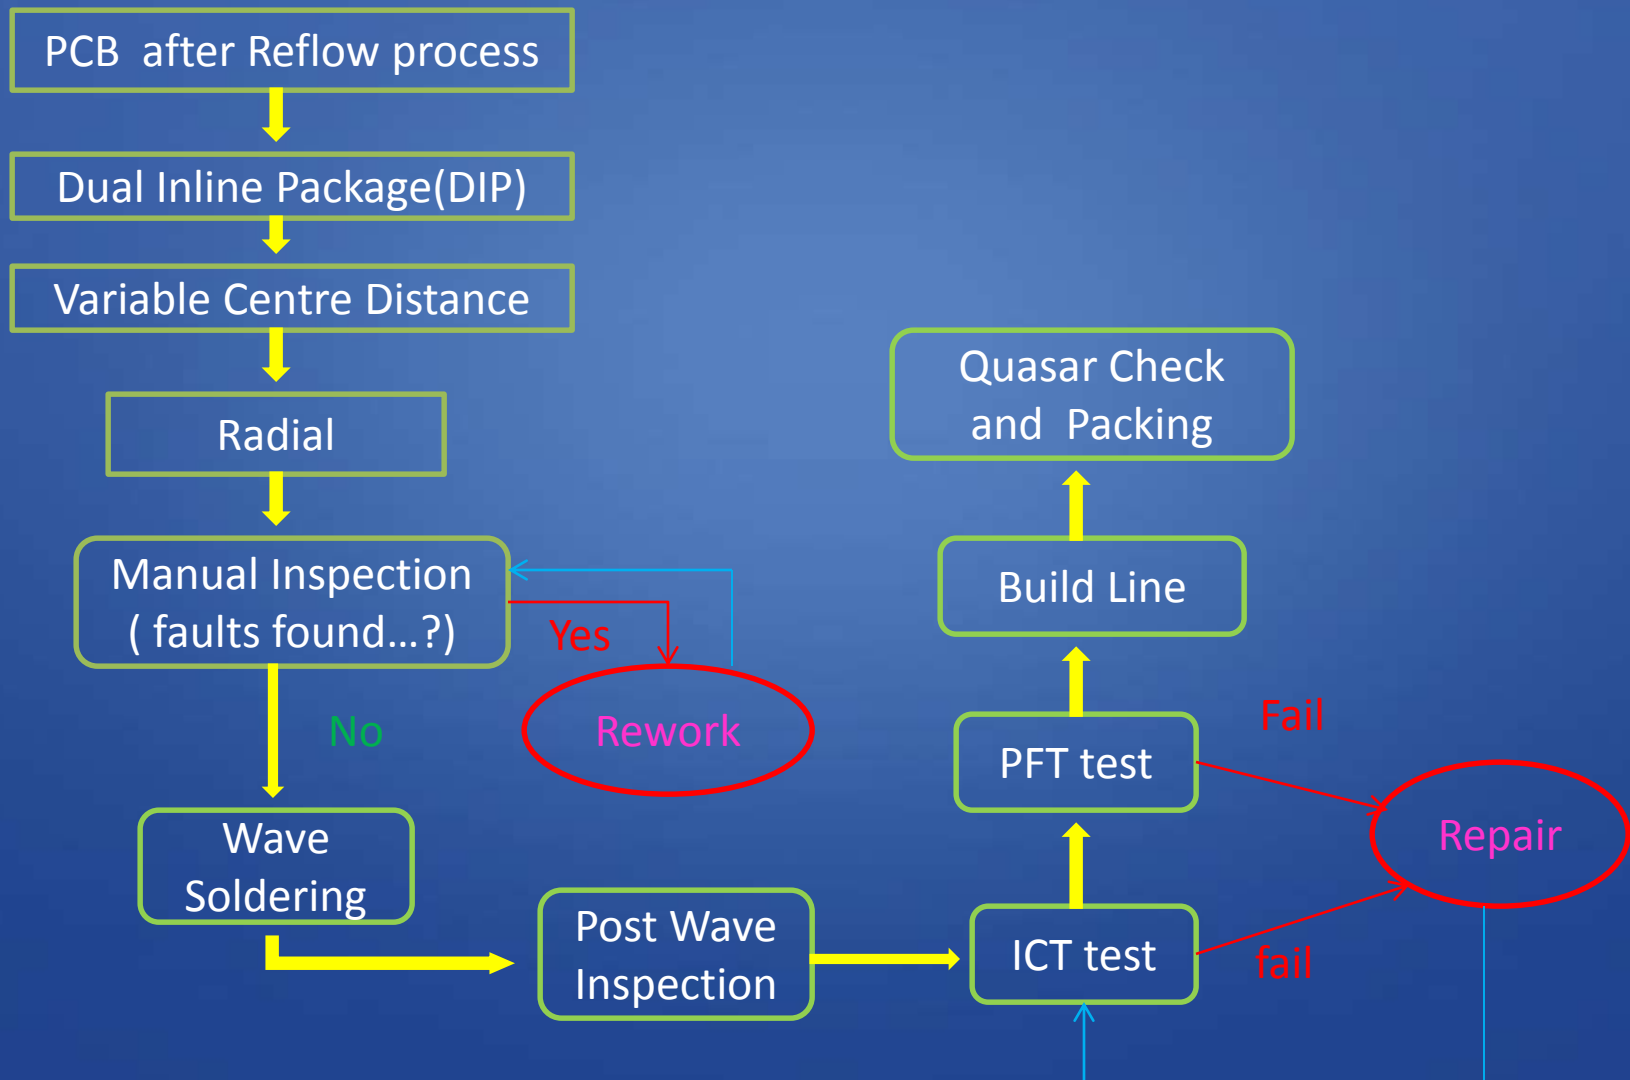 PCB after Reflow process
Dual Inline Package(DIP)
Variable Centre Distance
Radial
Manual Inspection
( faults found...?)
Yes
Rework
No
Wave
Soldering
Post Wave
Inspection
ICT test
fail
Repair
Fail
PFT test
Build Line
Quasar Check
and Packing